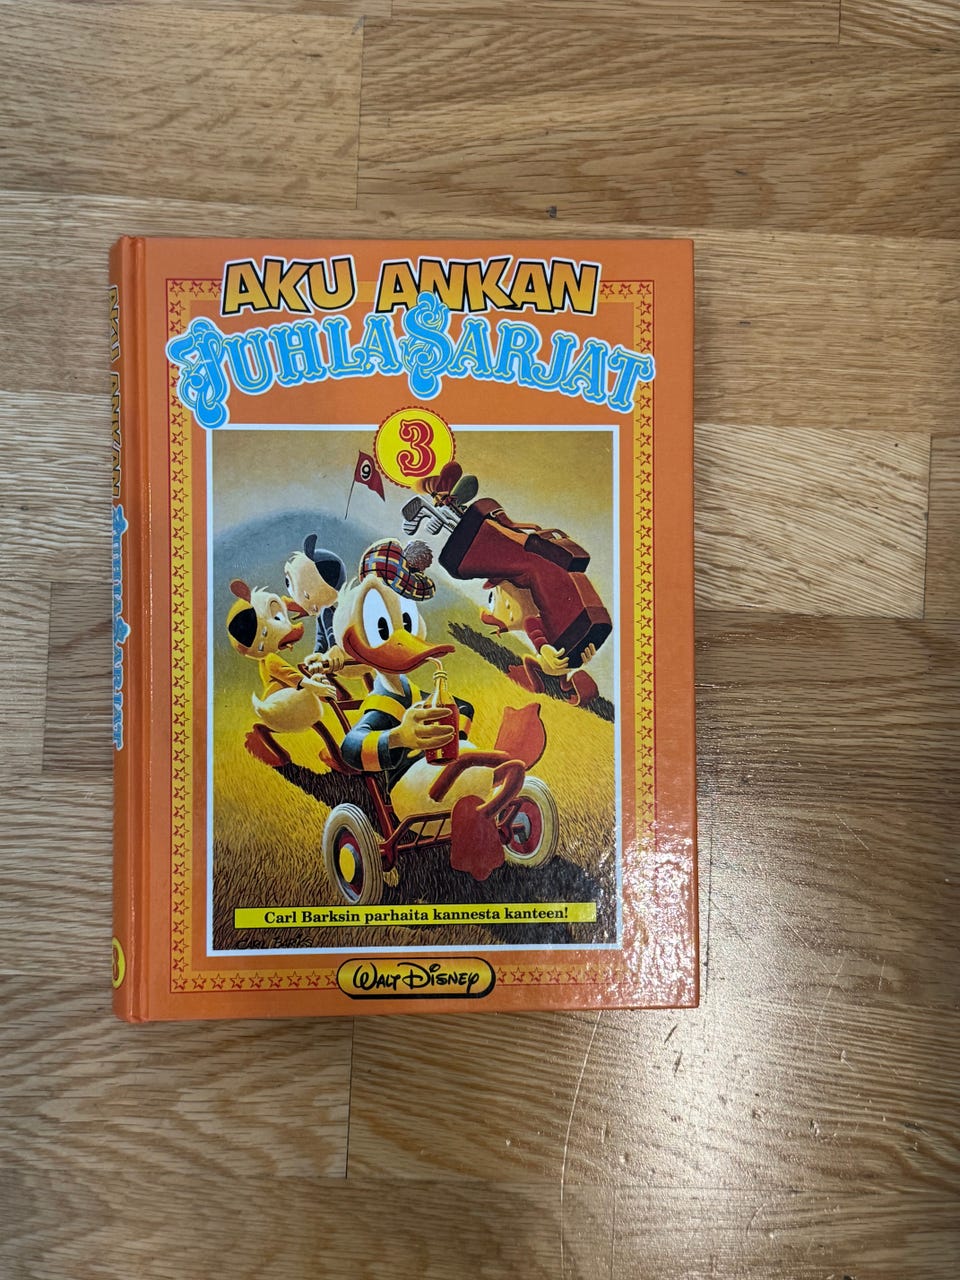 AKU ANKAN
JUHLASARJAT
3
9
Carl Barksin parhaita kannesta kanteen!
CARL BARKS
WALT DISNEY
AKU ANKAN JUHLASARJAT
3